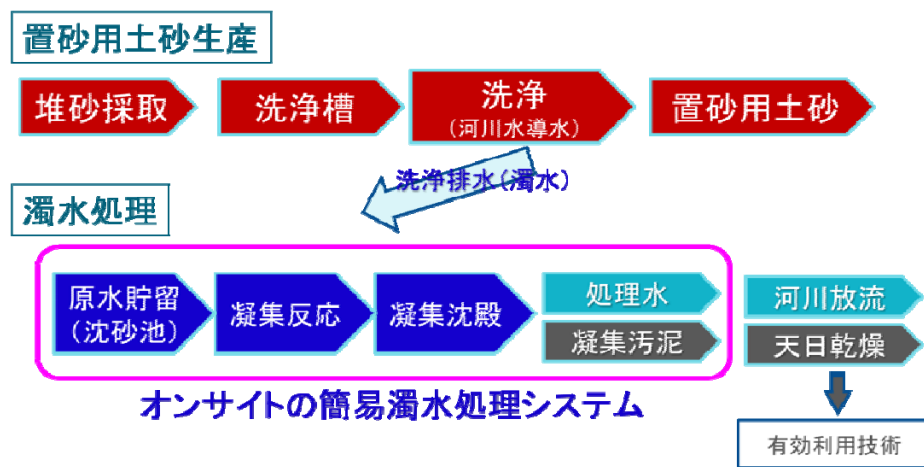 置砂用土砂生産
堆砂採取
洗浄槽
洗浄
(河川水導水)
置砂用土砂
洗浄排水(濁水)
濁水処理
原水貯留
(沈砂池)
凝集反応
凝集沈殿
処理水
凝集汚泥
河川放流
天日乾燥
オンサイトの簡易濁水処理システム
有効利用技術